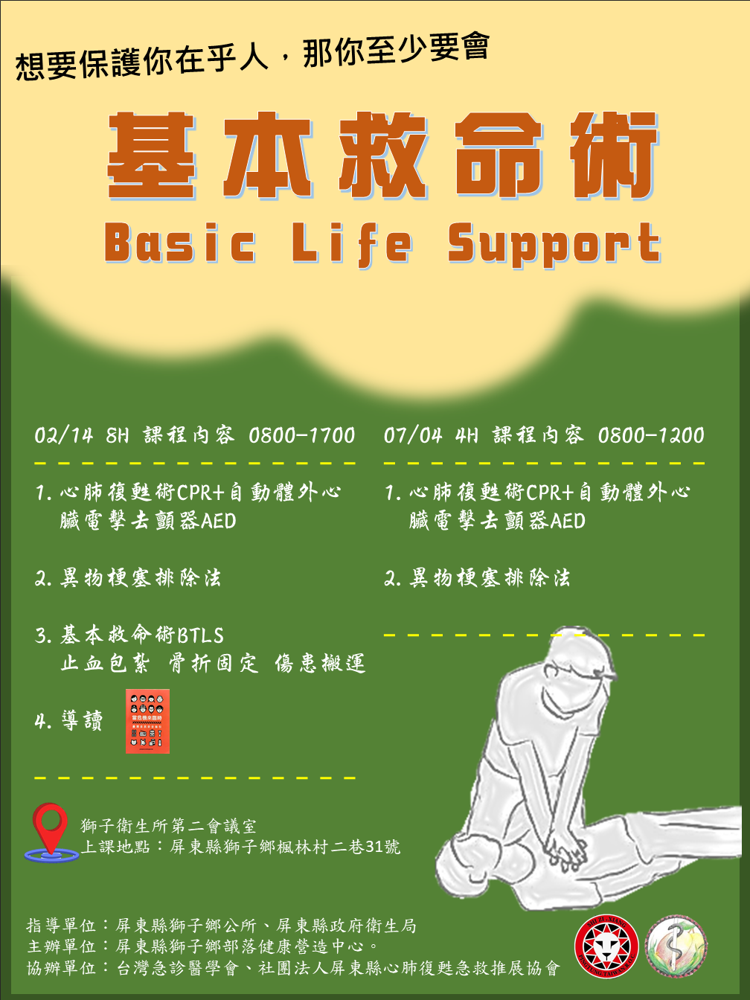 想要保護你在乎人，那你至少要會
基本救命術
Basic Life Support
02/14 8H 課程內容 0800-1700
1. 心肺復甦術CPR+自動體外心
臟電擊去顫器AED
2. 異物梗塞排除法
3. 基本救命術BTLS
止血包紮 骨折固定 傷患搬運
4. 導讀
當危機來臨時
07/04 4H 課程內容 0800-1200
1. 心肺復甦術CPR+自動體外心
臟電擊去顫器AED
2. 異物梗塞排除法
獅子衛生所第二會議室
上課地點：屏東縣獅子鄉楓林村二巷31號
指導單位：屏東縣獅子鄉公所、屏東縣政府衛生局
主辦單位：屏東縣獅子鄉部落健康營造中心。
協辦單位：台灣急診醫學會、社團法人屏東縣心肺復甦急救推展協會
SHI ZI XIANG